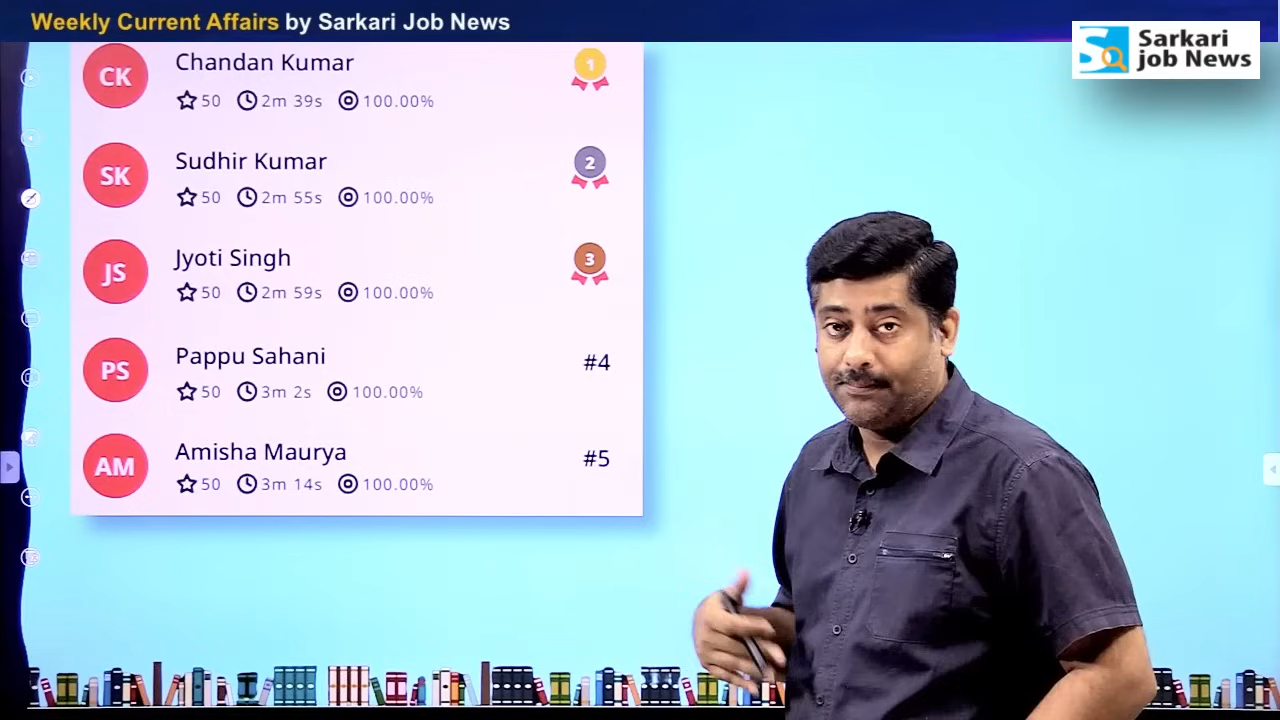 Weekly Current Affairs by Sarkari Job News
Sarkari
job News
CK
Chandan Kumar
1
50 2m 39s 100.00%
SK
Sudhir Kumar
2
50 2m 55s 100.00%
JS
Jyoti Singh
3
50 2m 59s 100.00%
PS
Pappu Sahani
#4
50 3m 2s 100.00%
AM
Amisha Maurya
#5
50 3m 14s 100.00%